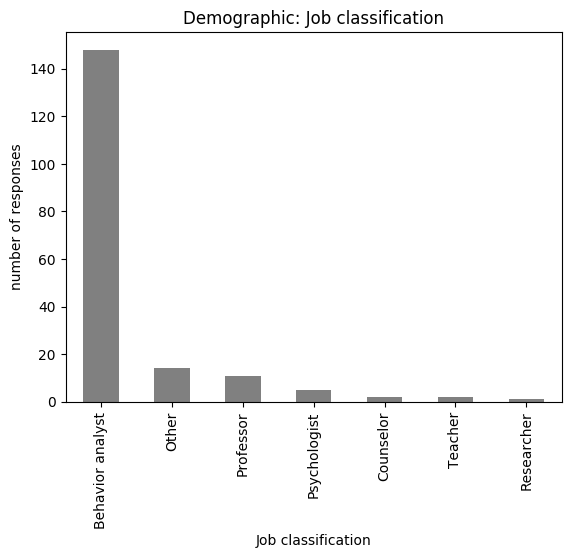 Demographic: Job classification
number of responses
140
120
100
80
60
40
20
0
Behavior analyst
Other
Professor
Psychologist
Counselor
Teacher
Researcher
Job classification